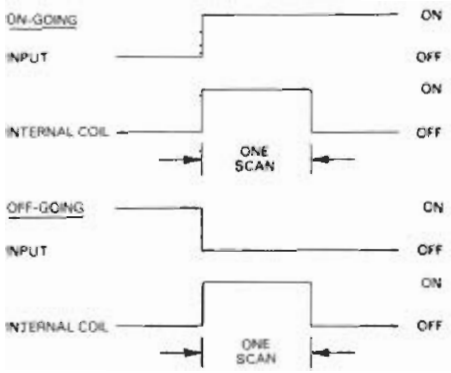 ON-GOING
ON
INPUT
OFF
ON
INTERNAL COIL
OFF
ONE
SCAN
OFF-GOING
ON
INPUT
OFF
ON
INTERNAL COIL
OFF
ONE
SCAN